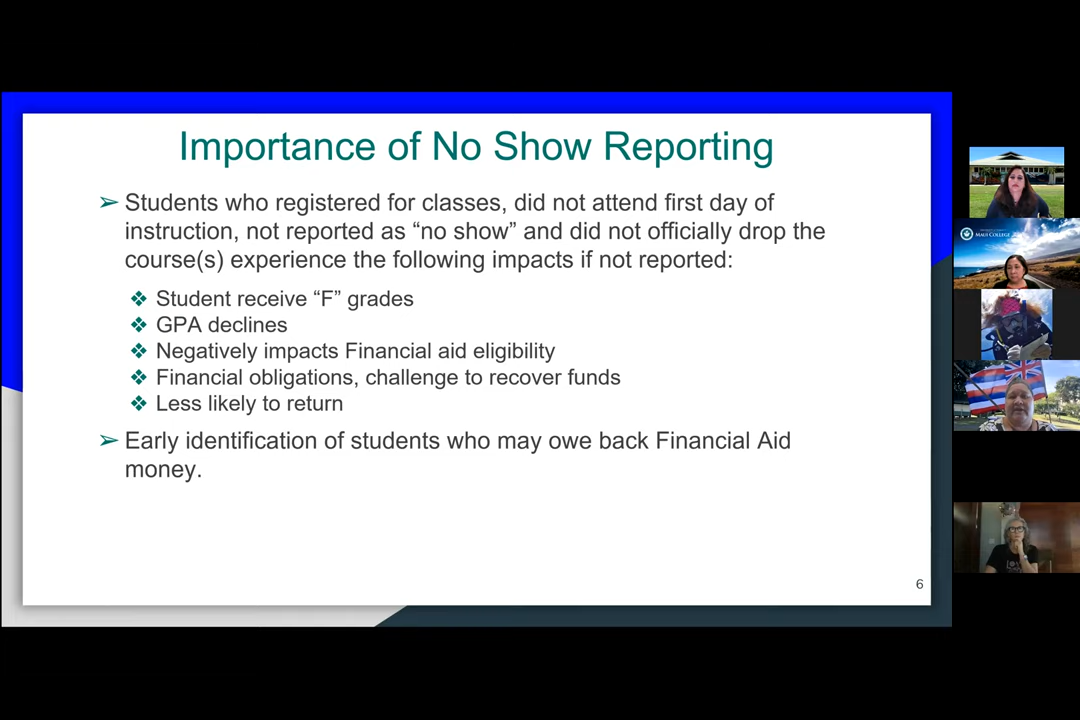 Importance of No Show Reporting
➢ Students who registered for classes, did not attend first day of
instruction, not reported as “no show” and did not officially drop the
course(s) experience the following impacts if not reported:
❖ Student receive “F” grades
❖ GPA declines
❖ Negatively impacts Financial aid eligibility
❖ Financial obligations, challenge to recover funds
❖ Less likely to return
➢ Early identification of students who may owe back Financial Aid
money.
6
MAUI COLLEGE